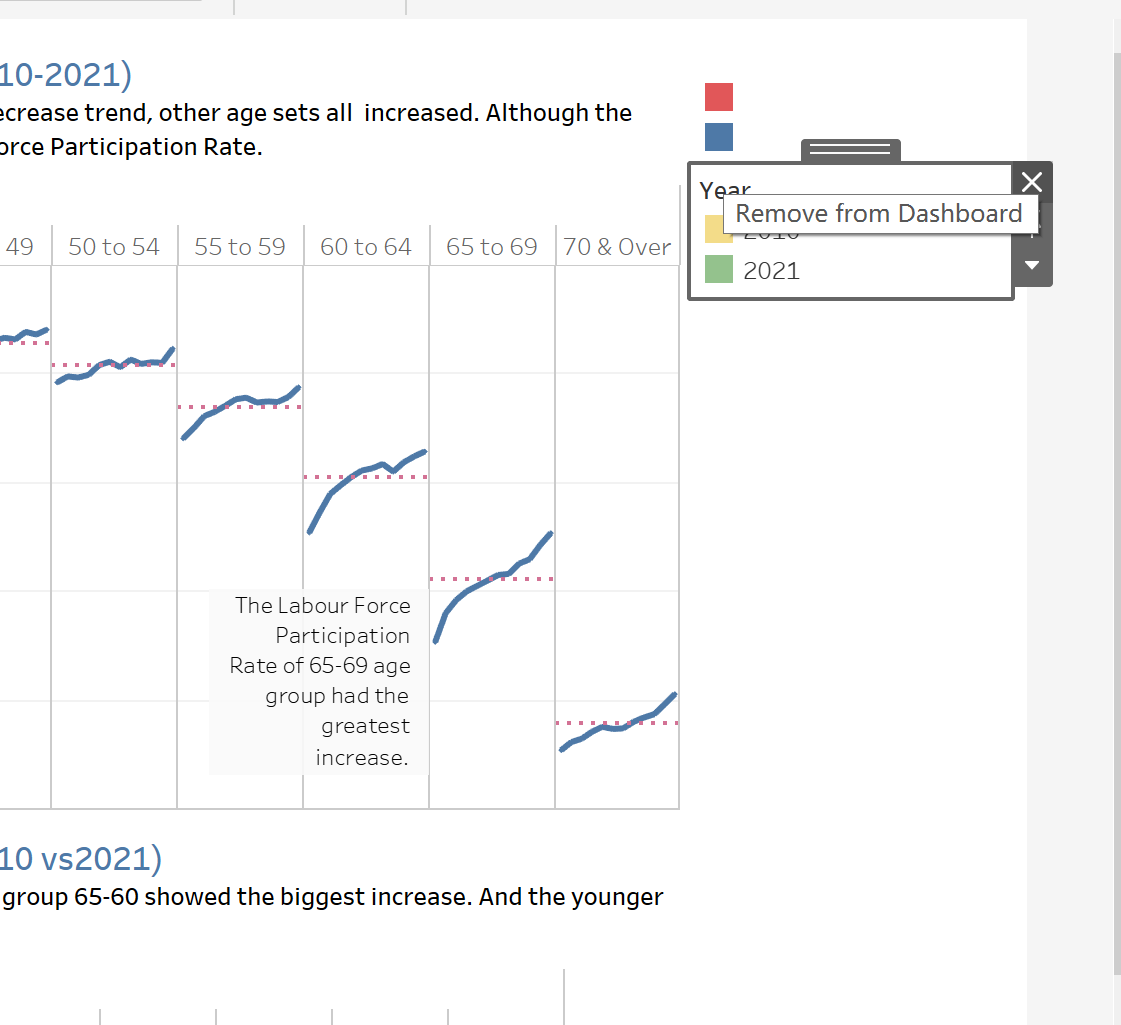 10-2021)
ecrease trend, other age sets all  increased. Although the
orce Participation Rate.
Year
Remove from Dashboard
2010
2021
49 50 to 54 55 to 59 60 to 64 65 to 69 70 & Over
The Labour Force
Participation
Rate of 65-69 age
group had the
greatest
increase.
10 vs2021)
group 65-60 showed the biggest increase. And the younger